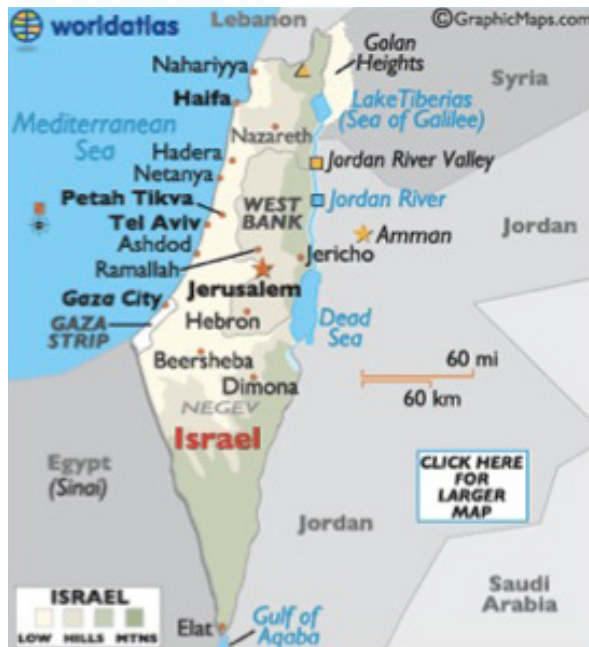 worldatlas
Lebanon
©GraphicMaps.com
Nahariyya
Golan
Heights
Syria
Haifa
Lake Tiberias
(Sea of Galilee)
Mediterranean
Sea
Nazareth
Hadera
Jordan River Valley
Netanya
Petah Tikva
WEST
BANK
Jordan River
Tel Aviv
Jordan
Amman
Ashdod
Jericho
Ramallah
Jerusalem
Gaza City
GAZA
STRIP
Hebron
Dead
Sea
Beersheba
60 mi
Dimona
60 km
NEGEV
Israel
Egypt
(Sinai)
CLICK HERE
FOR
LARGER
MAP
Jordan
Saudi
Arabia
ISRAEL
LOW HILLS MTNS
Elat
Gulf of
Aqaba